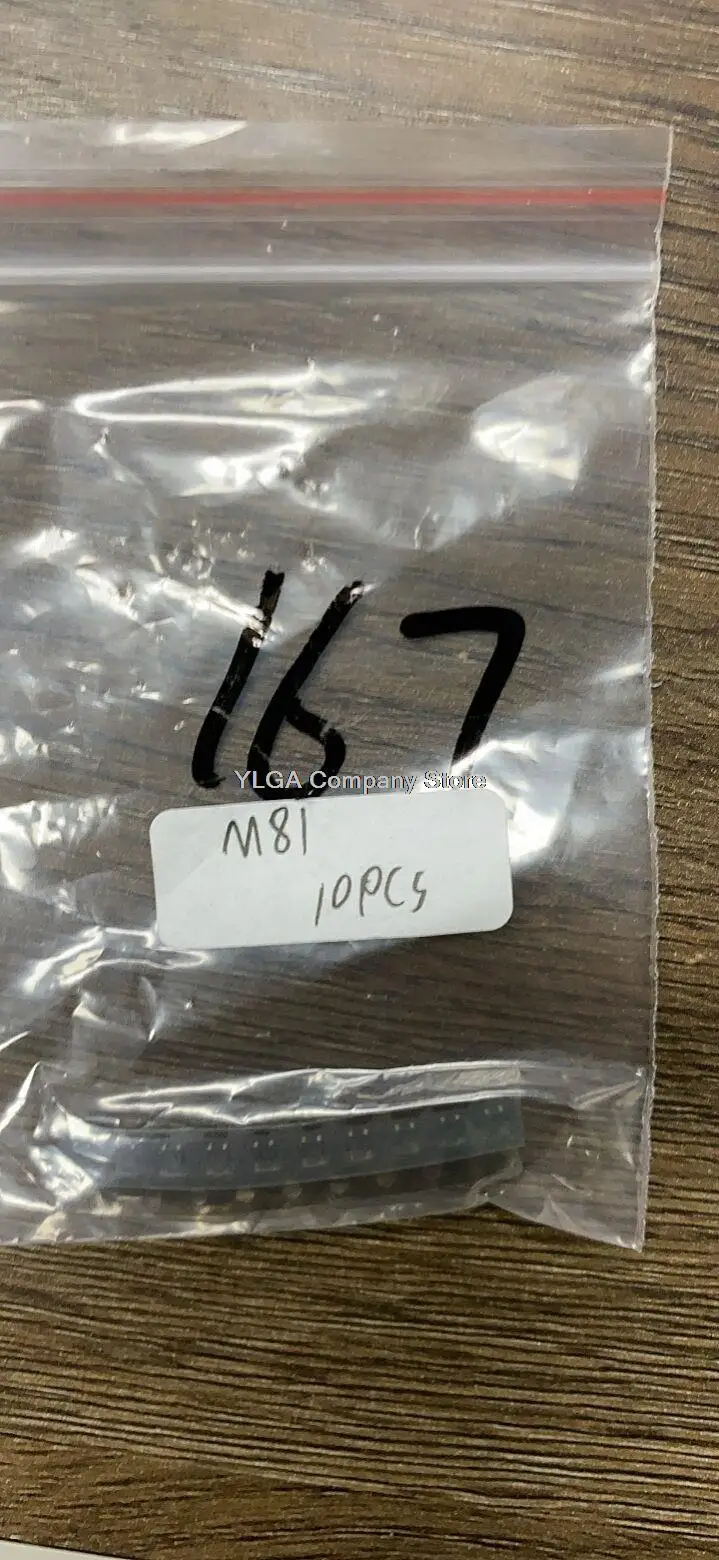 167
YLGA Company Store
M81
10PCS